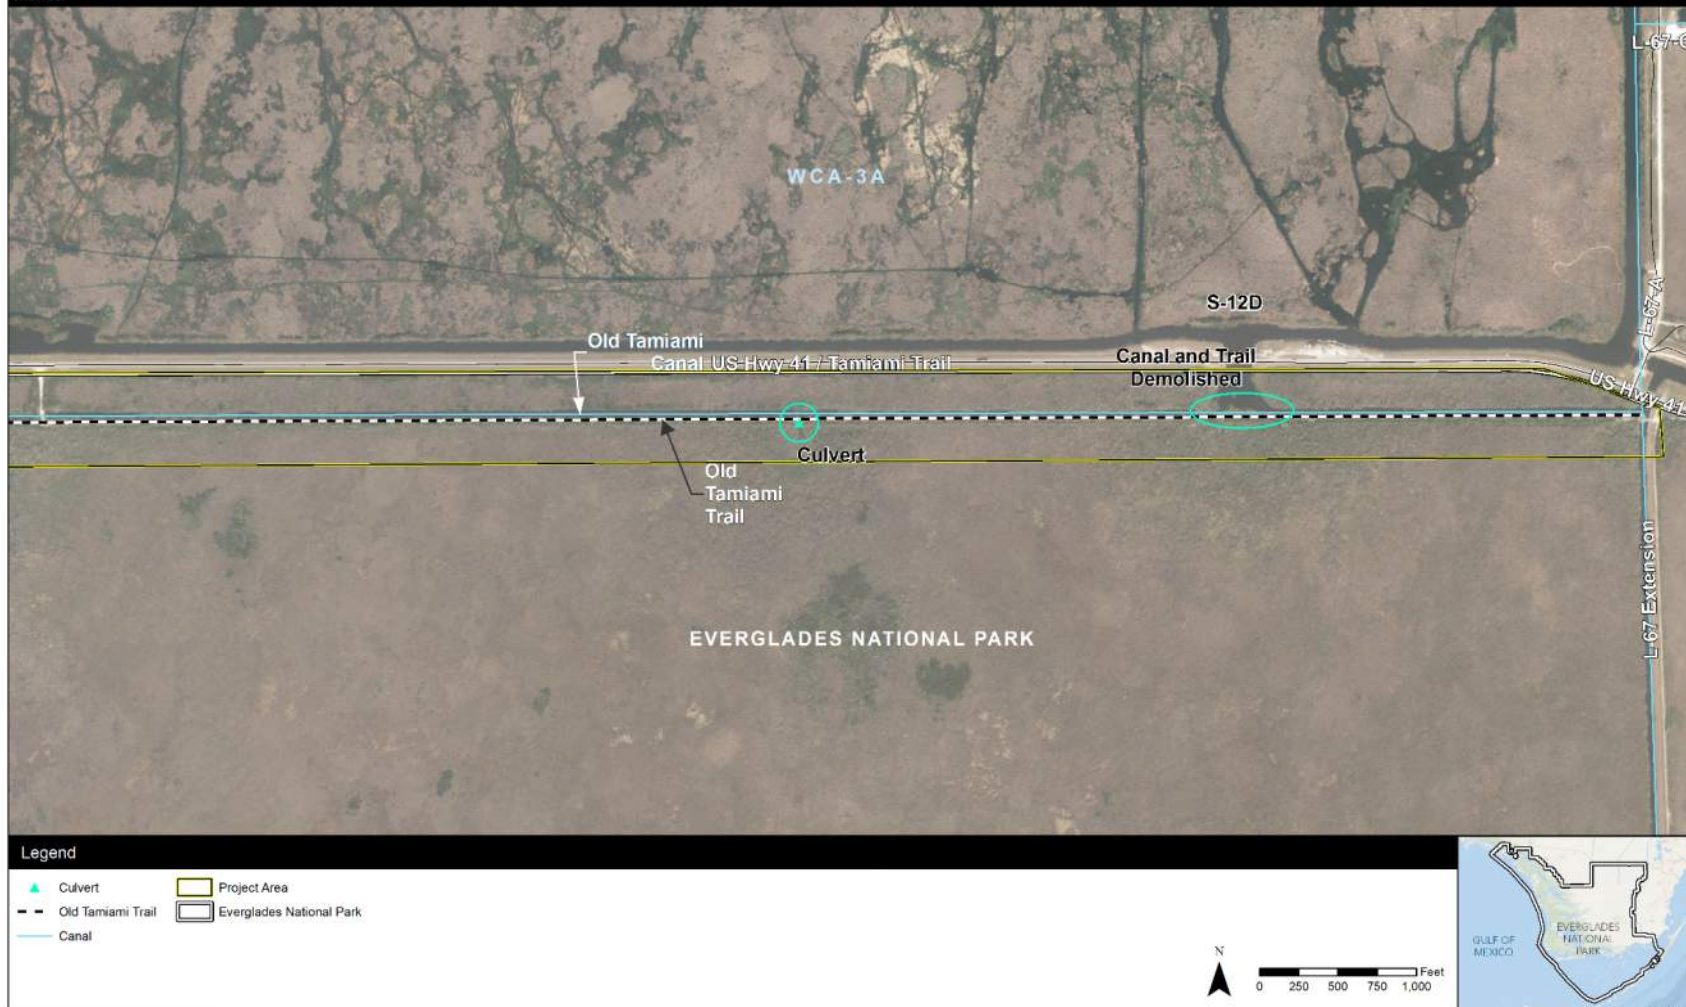 L-67-C
WCA-3A
S-12D
L-67-A
Old Tamiami
Canal US Hwy 41 / Tamiami Trail
Canal and Trail
Demolished
US Hwy 41
Culvert
Old
Tamiami
Trail
L-67 Extension
EVERGLADES NATIONAL PARK
Legend
Culvert
Project Area
Old Tamiami Trail
Everglades National Park
Canal
N
Feet
0 250 500 750 1,000
GULF OF
MEXICO
EVERGLADES
NATIONAL
PARK